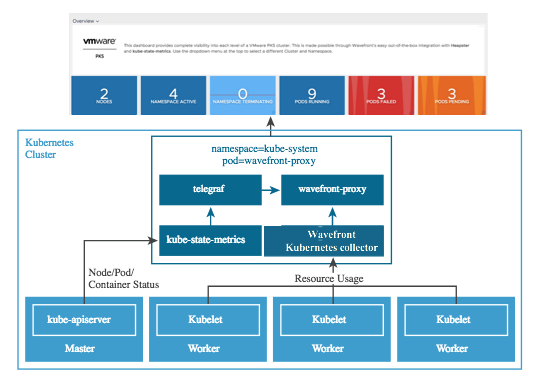 Overview
vmware
PKS
This dashboard provides complete visibility into each level of a VMware PKS cluster. This is made possible through Wavefront's easy out-of-the-box integration with Heapster
and kube-state-metrics. Use the dropdown menu at the top to select a different Cluster and Namespace.
2
NODES
4
NAMESPACE ACTIVE
0
NAMESPACE TERMINATING
9
PODS RUNNING
3
PODS FAILED
3
PODS PENDING
Kubernetes
Cluster
namespace=kube-system
pod=wavefront-proxy
telegraf
wavefront-proxy
kube-state-metrics
Wavefront
Kubernetes collector
Node/Pod/
Container Status
Resource Usage
kube-apiserver
Master
Kubelet
Worker
Kubelet
Worker
Kubelet
Worker